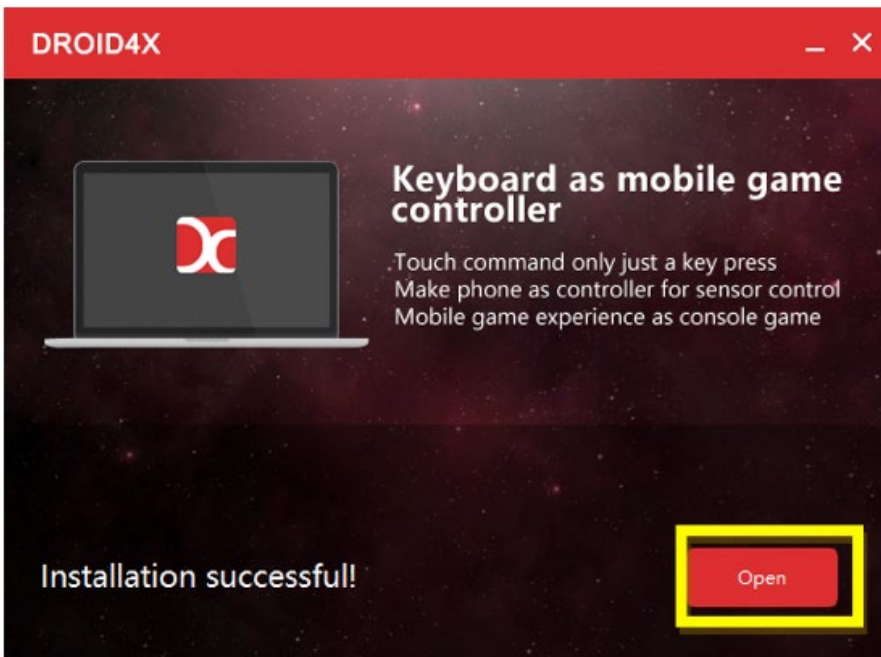 DROID4X
Keyboard as mobile game
controller
Touch command only just a key press
Make phone as controller for sensor control
Mobile game experience as console game
Installation successful!
Open